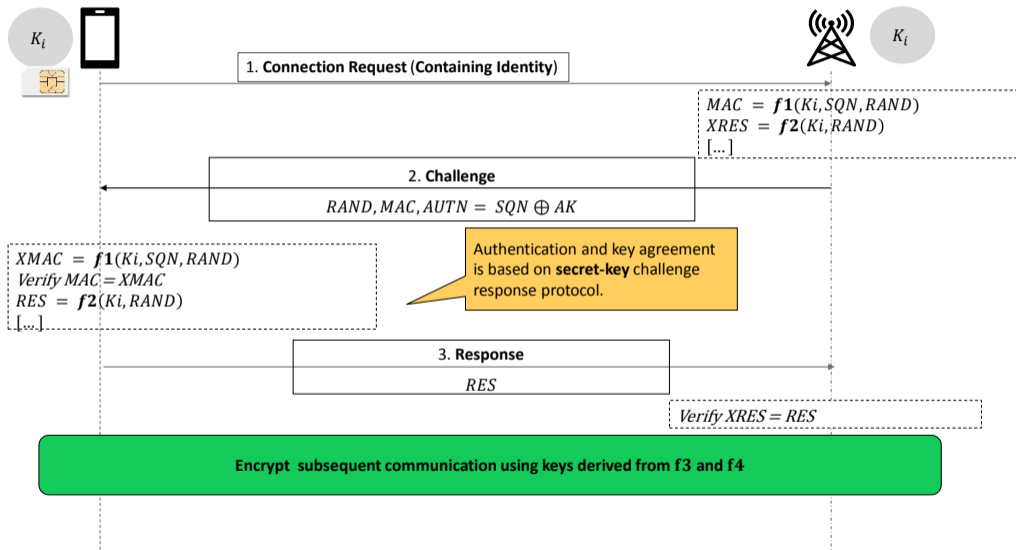 K_i
K_i
1. Connection Request (Containing Identity)
MAC = f1(Ki, SQN, RAND)
XRES = f2(Ki, RAND)
[...]
2. Challenge
RAND, MAC, AUTN = SQN ⊕ AK
Authentication and key agreement
is based on secret-key challenge
response protocol.
XMAC = f1(Ki, SQN, RAND)
Verify MAC = XMAC
RES = f2(Ki, RAND)
[...]
3. Response
RES
Verify XRES = RES
Encrypt subsequent communication using keys derived from f3 and f4